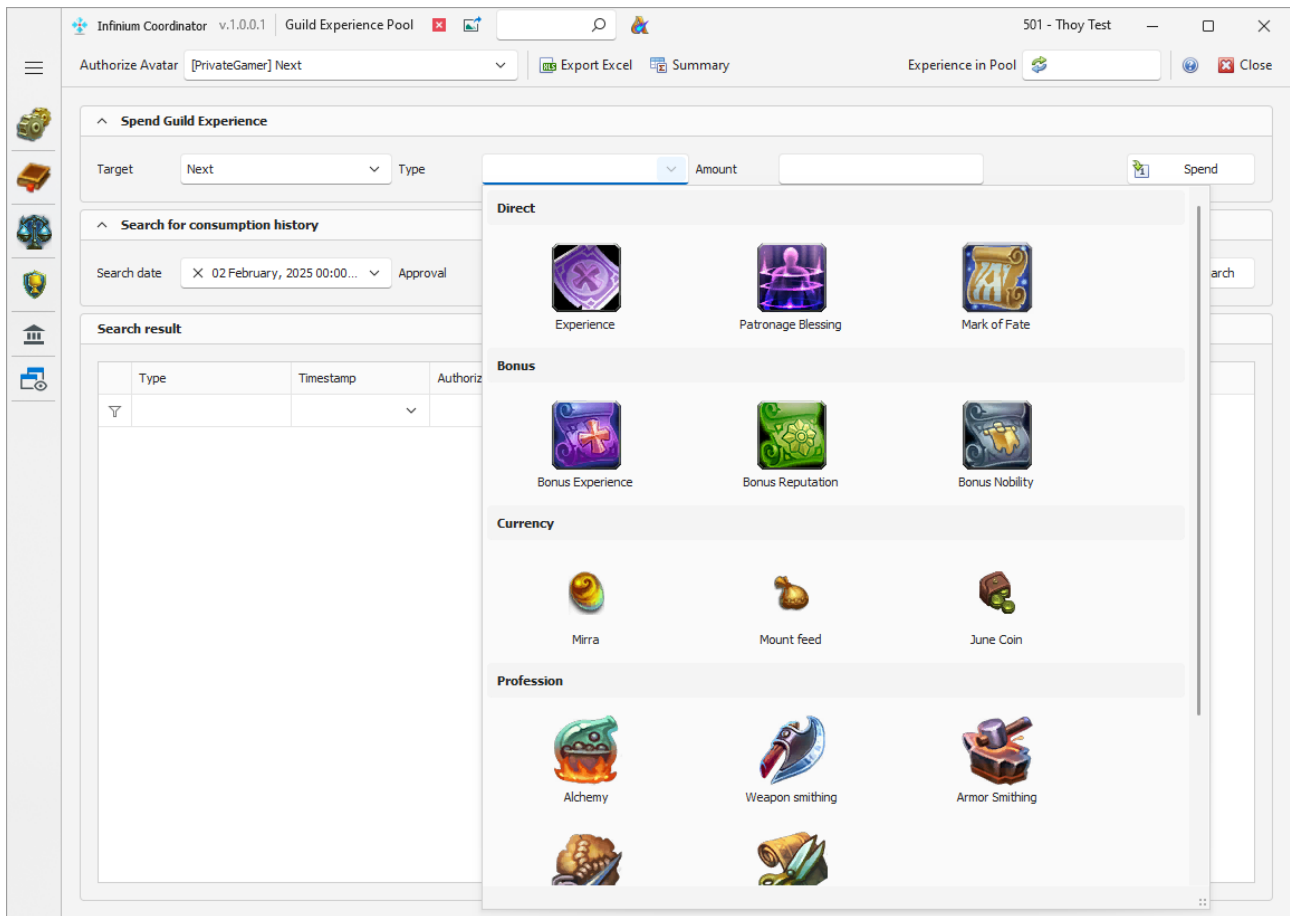 Infinium Coordinator v.1.0.0.1 Guild Experience Pool 501 - Thoy Test
Authorize Avatar [PrivateGamer] Next Export Excel Summary Experience in Pool Close
Spend Guild Experience
Target Next Type Amount Spend
Direct
Search for consumption history
Search date 02 February, 2025 00:00... Approval arch
Experience Patronage Blessing Mark of Fate
Search result
Bonus
Type Timestamp Authoriz
Bonus Experience Bonus Reputation Bonus Nobility
Currency
Mirra Mount feed June Coin
Profession
Alchemy Weapon smithing Armor Smithing